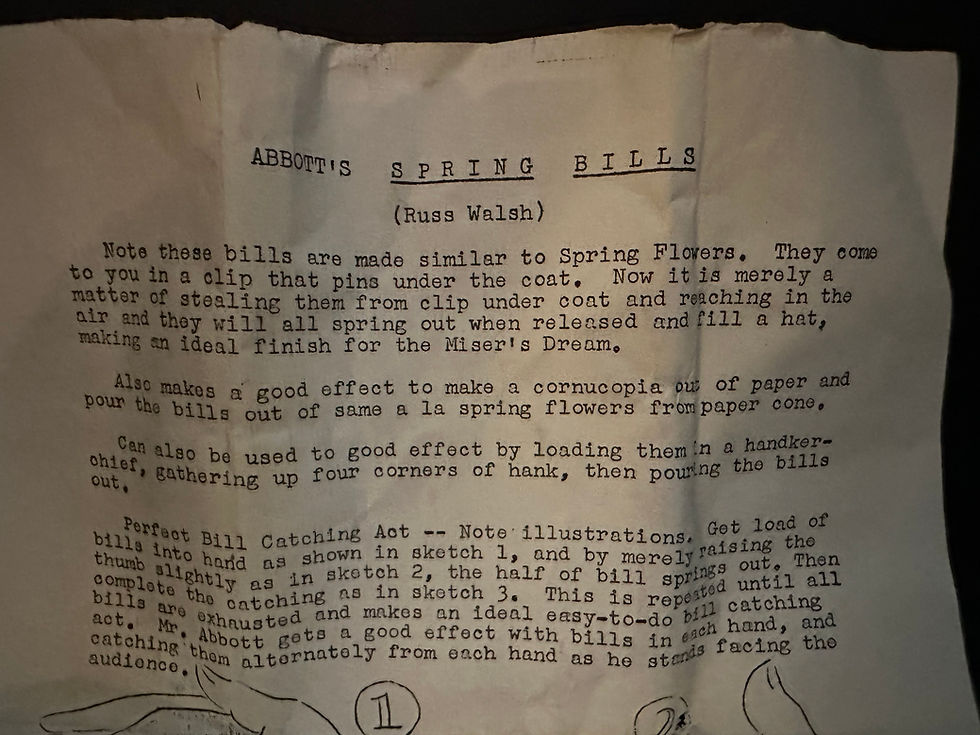 ABBOTT'S SPRING BILLS
(Russ Walsh)
Note these bills are made similar to Spring Flowers. They come
to you in a clip that pins under the coat. Now it is merely a
matter of stealing them from clip under coat and reaching in the
air and they will all spring out when released and fill a hat,
making an ideal finish for the Miser's Dream.
Also makes a good effect to make a cornucopia out of paper and
pour the bills out of same a la spring flowers from paper cone.
Can also be used to good effect by loading them in a handker-
chief, gathering up four corners of hank, then pouring the bills
out.
Perfect Bill Catching Act -- Note illustrations. Get load of
bills into hand as shown in sketch 1, and by merely raising the
thumb slightly as in sketch 2, the half of bill springs out. Then
complete the catching as in sketch 3. This is repeated until all
bills are exhausted and makes an ideal easy-to-do bill catching
act. Mr. Abbott gets a good effect with bills in each hand, and
catching them alternately from each hand as he stands facing the
audience.
1
2